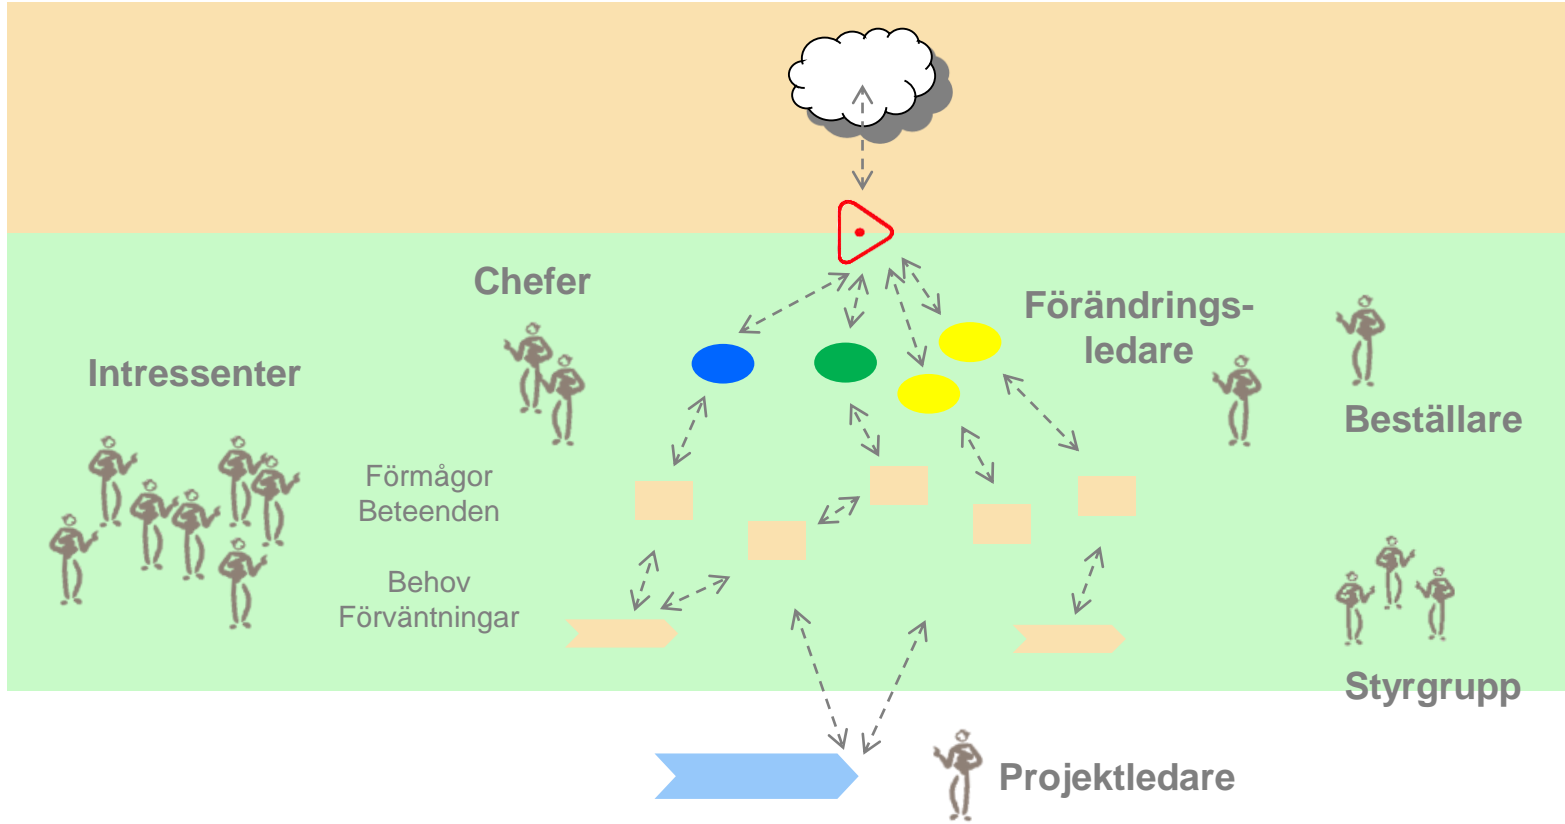 Chefer
Förändrings-
ledare
Intressenter
Beställare
Förmågor
Beteenden
Behov
Förväntningar
Styrgrupp
Projektledare